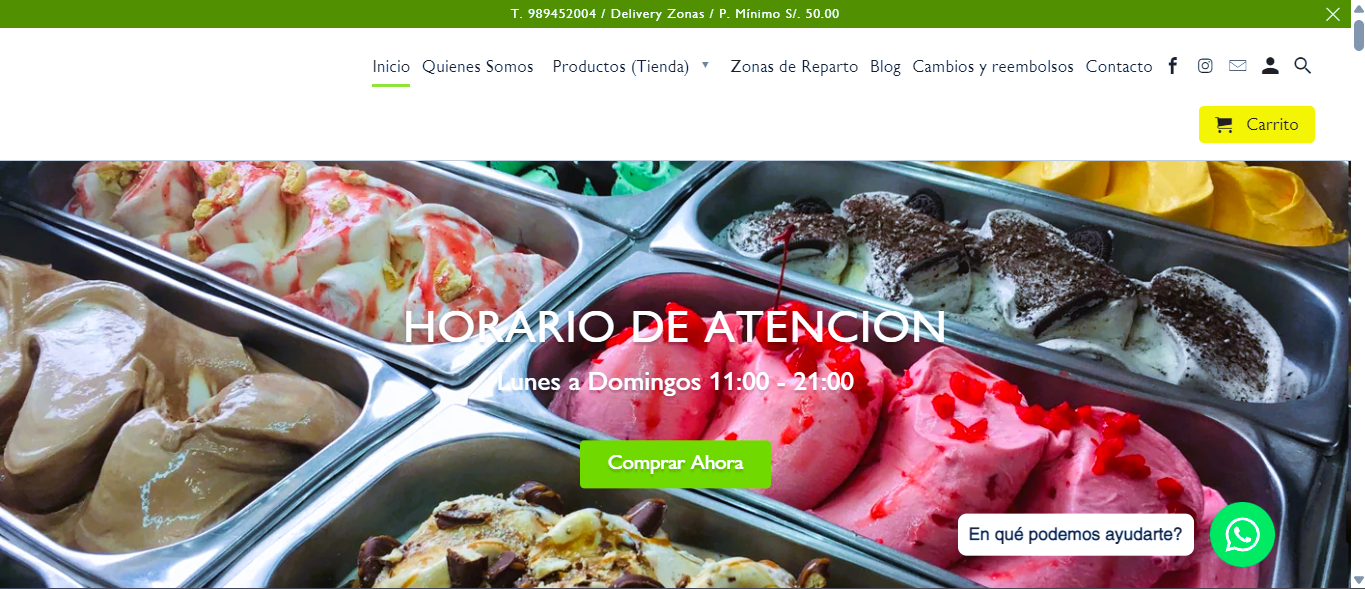 T. 989452004 / Delivery Zonas / P. Mínimo S/. 50.00
Inicio Quienes Somos Productos (Tienda) Zonas de Reparto Blog Cambios y reembolsos Contacto
Carrito
HORARIO DE ATENCIÓN
Lunes a Domingos 11:00 - 21:00
Comprar Ahora
En qué podemos ayudarte?